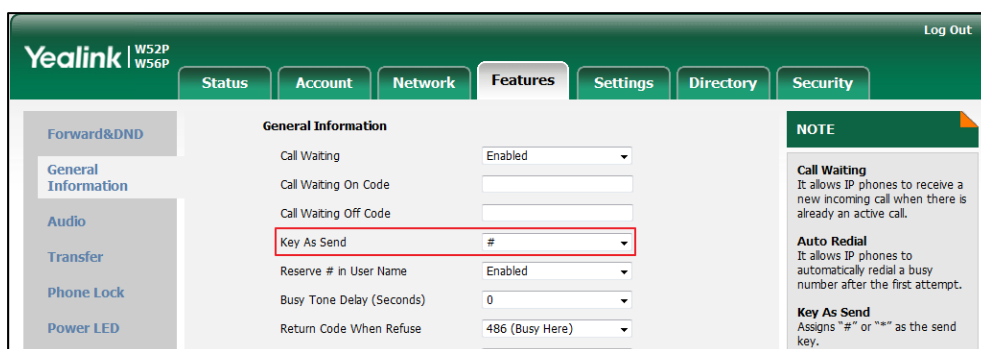 Log Out
Yealink | W52P
W56P
Status Account Network Features Settings Directory Security
Forward&DND
General
Information
Audio
Transfer
Phone Lock
Power LED
General Information
Call Waiting Enabled
Call Waiting On Code
Call Waiting Off Code
Key As Send #
Reserve # in User Name Enabled
Busy Tone Delay (Seconds) 0
Return Code When Refuse 486 (Busy Here)
NOTE
Call Waiting
It allows IP phones to receive a
new incoming call when there is
already an active call.
Auto Redial
It allows IP phones to
automatically redial a busy
number after the first attempt.
Key As Send
Assigns "#" or "*" as the send
key.